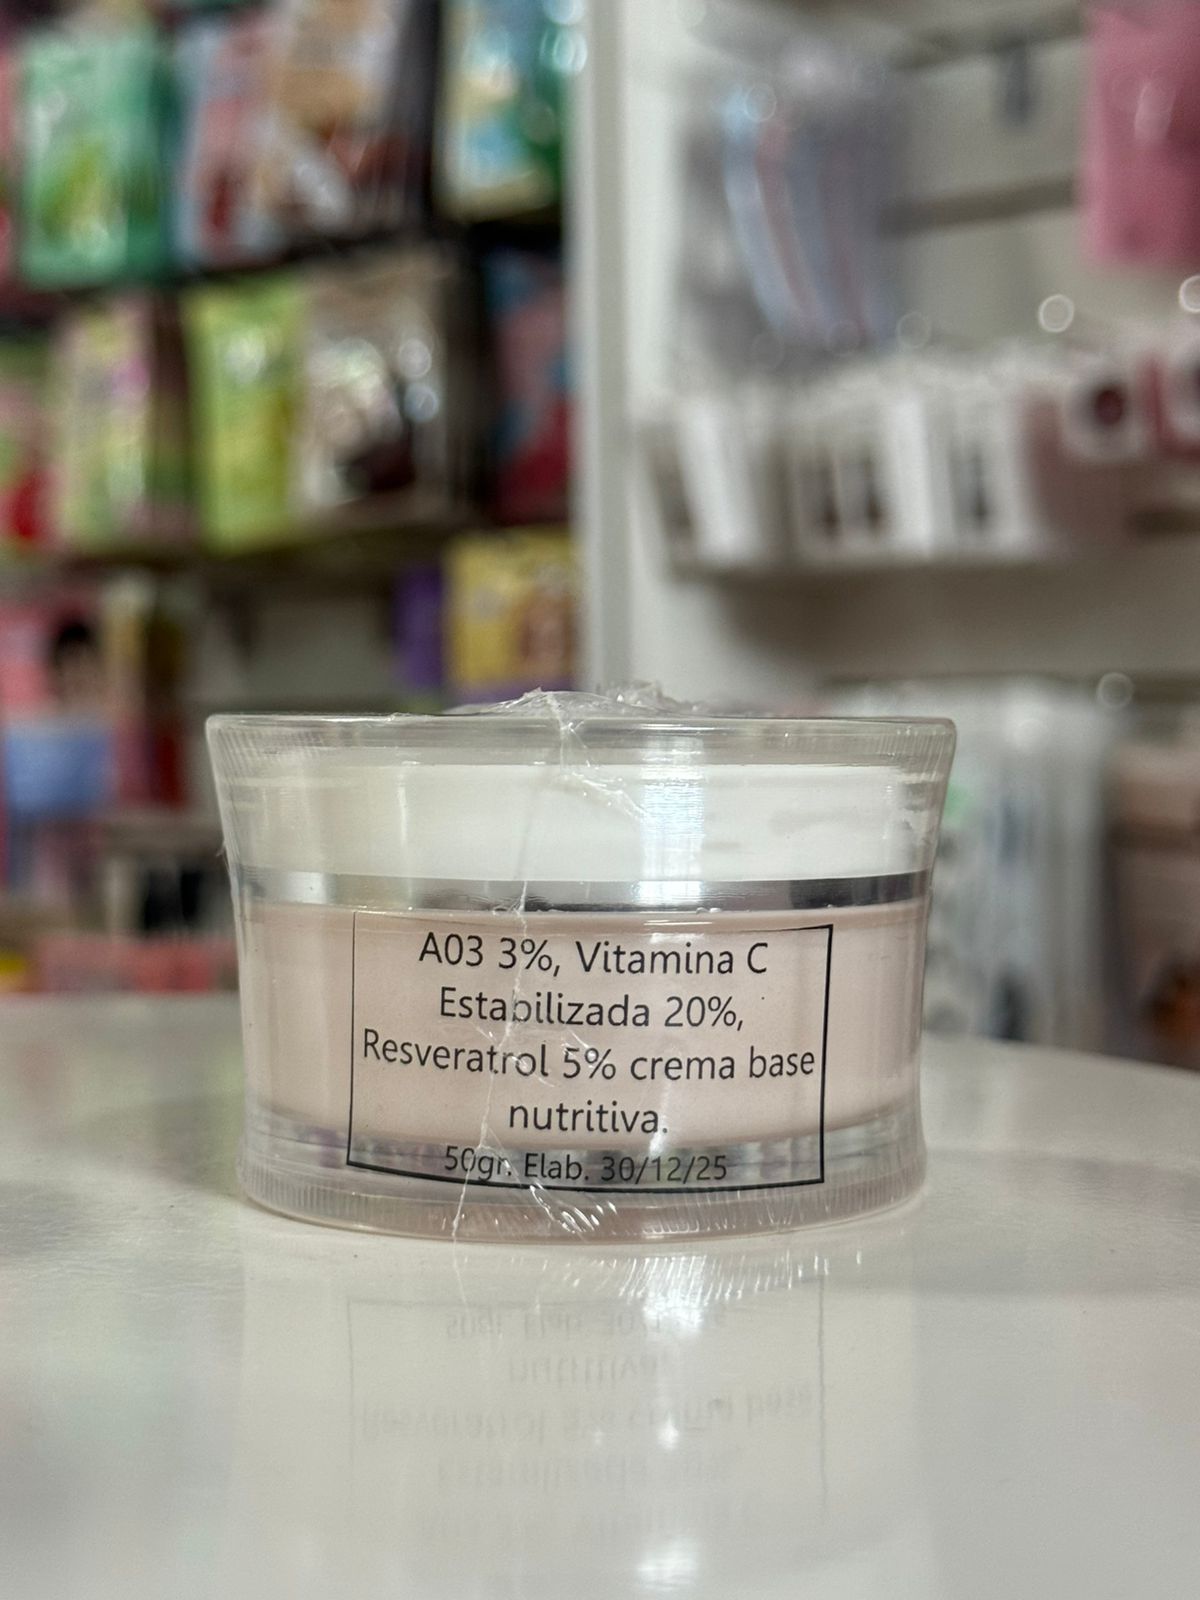 A03 3%, Vitamina C
Estabilizada 20%,
Resveratrol 5% crema base
nutritiva.
50gr. Elab. 30/12/25